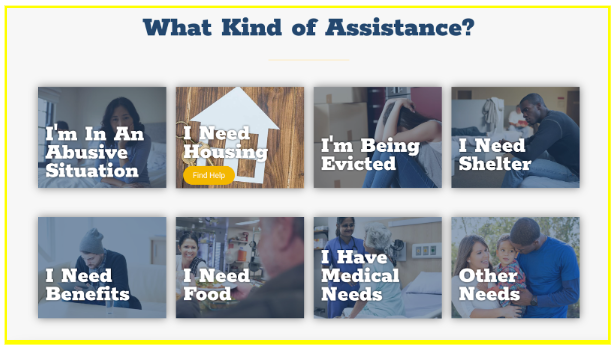 What Kind of Assistance?
I'm In An
Abusive
Situation
I Need
Housing
Find Help
I'm Being
Evicted
I Need
Shelter
I Need
Benefits
I Need
Food
I Have
Medical
Needs
Other
Needs